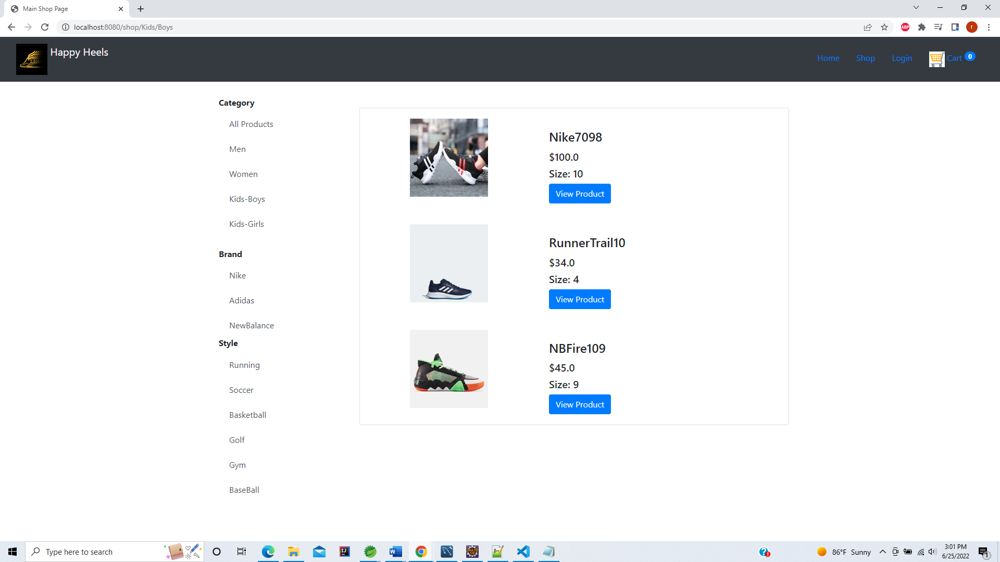 Main Shop Page
localhost:8080/shop/Kids/Boys
ABP
r
Happy Heels
Home
Shop
Login
Cart 0
Category
All Products
Men
Women
Kids-Boys
Kids-Girls
Brand
Nike
Adidas
NewBalance
Style
Running
Soccer
Basketball
Golf
Gym
BaseBall
Nike7098
$100.0
Size: 10
View Product
RunnerTrail10
$34.0
Size: 4
View Product
NBFire109
$45.0
Size: 9
View Product
Type here to search
86°F Sunny
3:01 PM
6/25/2022
1